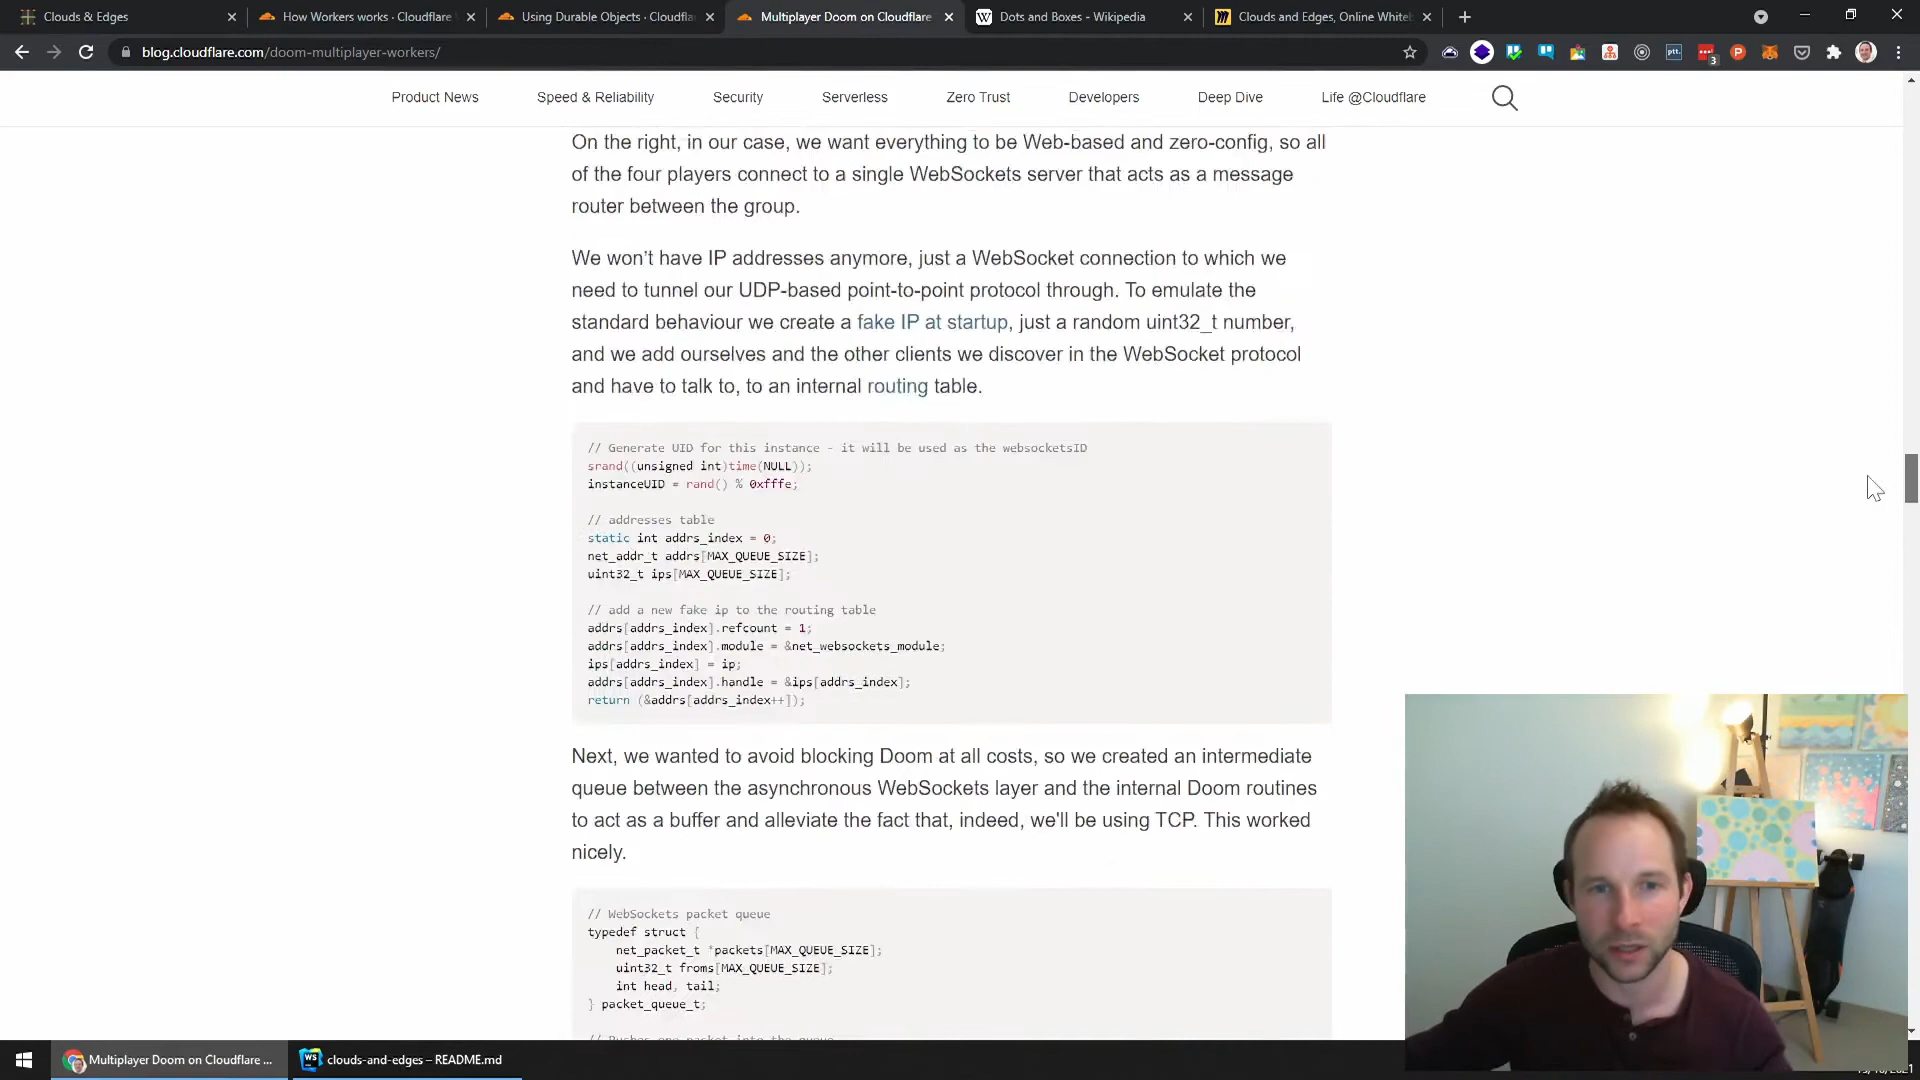 Clouds & Edges
How Workers works · Cloudflare
Using Durable Objects · Cloudfla
Multiplayer Doom on Cloudflare
Dots and Boxes - Wikipedia
Clouds and Edges, Online Whiteb
blog.cloudflare.com/doom-multiplayer-workers/
ptt.
3
Product News
Speed & Reliability
Security
Serverless
Zero Trust
Developers
Deep Dive
Life @Cloudflare
On the right, in our case, we want everything to be Web-based and zero-config, so all
of the four players connect to a single WebSockets server that acts as a message
router between the group.
We won’t have IP addresses anymore, just a WebSocket connection to which we
need to tunnel our UDP-based point-to-point protocol through. To emulate the
standard behaviour we create a fake IP at startup, just a random uint32_t number,
and we add ourselves and the other clients we discover in the WebSocket protocol
and have to talk to, to an internal routing table.
// Generate UID for this instance - it will be used as the websocketsID
srand((unsigned int)time(NULL));
instanceUID = rand() % 0xfffe;
// addresses table
static int addrs_index = 0;
net_addr_t addrs[MAX_QUEUE_SIZE];
uint32_t ips[MAX_QUEUE_SIZE];
// add a new fake ip to the routing table
addrs[addrs_index].refcount = 1;
addrs[addrs_index].module = &net_websockets_module;
ips[addrs_index] = ip;
addrs[addrs_index].handle = &ips[addrs_index];
return (&addrs[addrs_index++]);
Next, we wanted to avoid blocking Doom at all costs, so we created an intermediate
queue between the asynchronous WebSockets layer and the internal Doom routines
to act as a buffer and alleviate the fact that, indeed, we'll be using TCP. This worked
nicely.
// WebSockets packet queue
typedef struct {
net_packet_t *packets[MAX_QUEUE_SIZE];
uint32_t froms[MAX_QUEUE_SIZE];
int head, tail;
} packet_queue_t;
Multiplayer Doom on Cloudflare ...
WS
clouds-and-edges – README.md